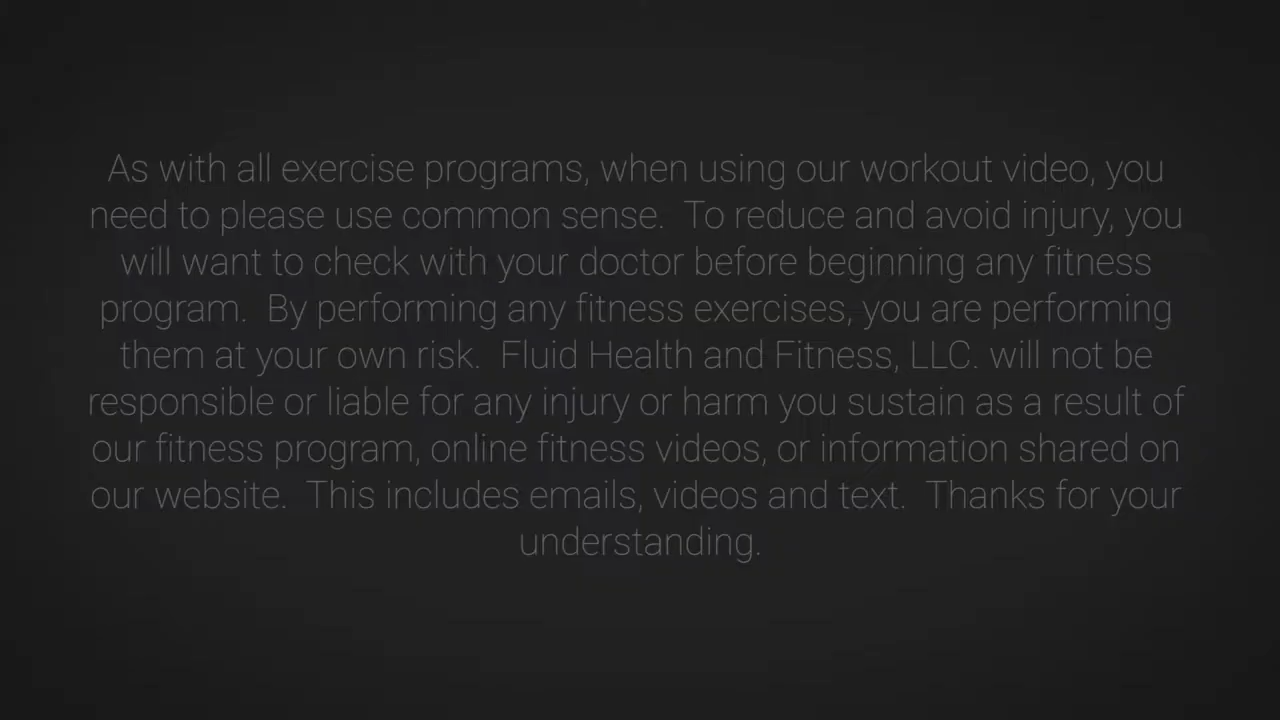 As with all exercise programs, when using our workout video, you
need to please use common sense.  To reduce and avoid injury, you
will want to check with your doctor before beginning any fitness
program.  By performing any fitness exercises, you are performing
them at your own risk.  Fluid Health and Fitness, LLC. will not be
responsible or liable for any injury or harm you sustain as a result of
our fitness program, online fitness videos, or information shared on
our website.  This includes emails, videos and text.  Thanks for your
understanding.